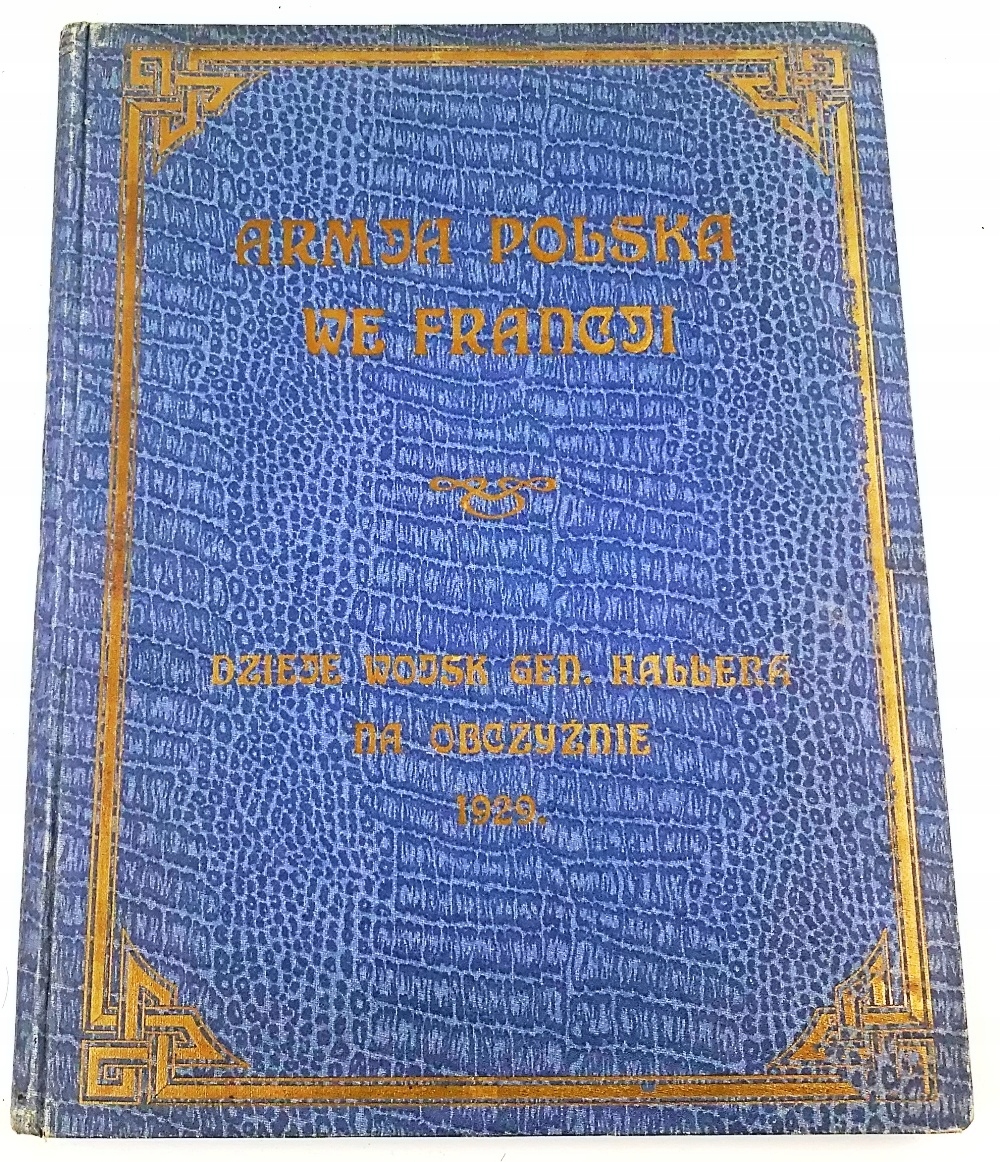 ARMJA POLSKA
WE FRANCJI
DZIEJE WOJSK GEN. HALLERA
NA OBCZYŹNIE
1929.